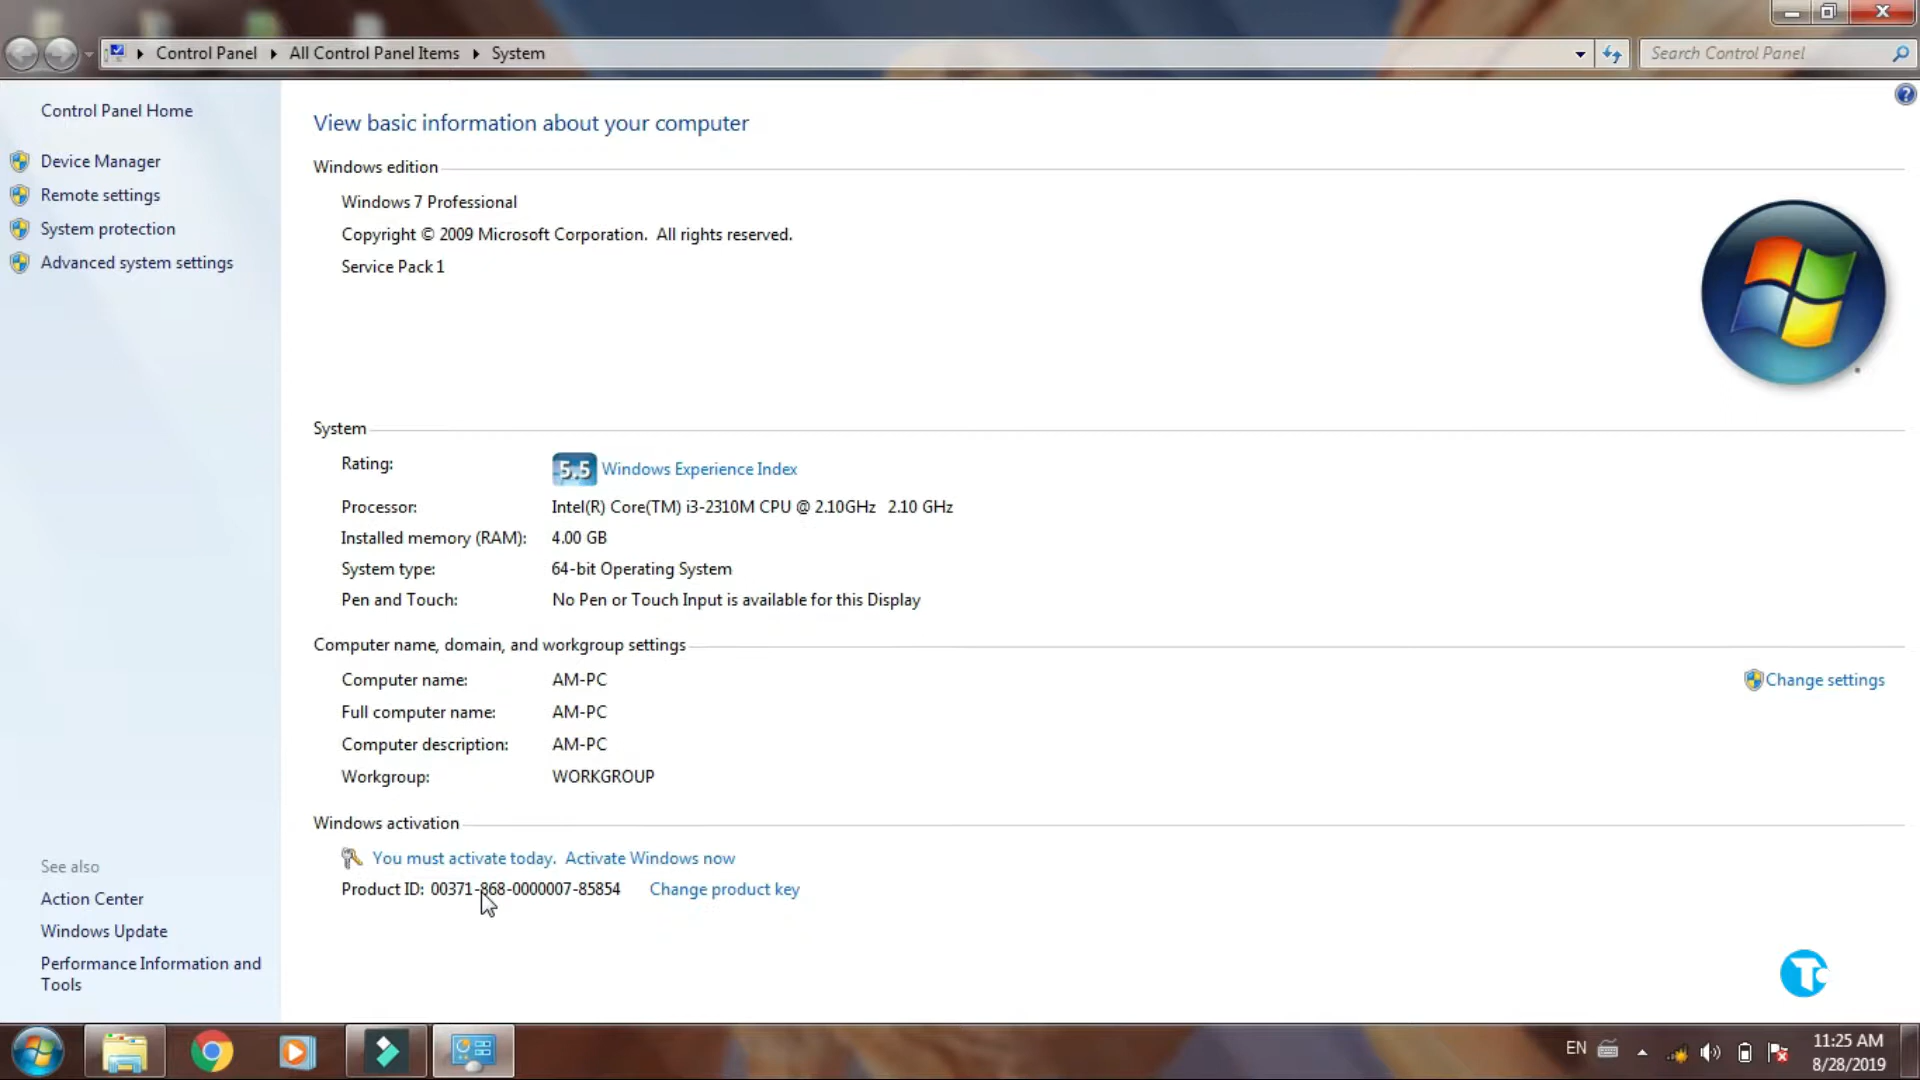 Control Panel ▸ All Control Panel Items ▸ System
Search Control Panel
Control Panel Home
Device Manager
Remote settings
System protection
Advanced system settings
See also
Action Center
Windows Update
Performance Information and
Tools
View basic information about your computer
Windows edition
Windows 7 Professional
Copyright © 2009 Microsoft Corporation. All rights reserved.
Service Pack 1
System
Rating: 5.5 Windows Experience Index
Processor: Intel(R) Core(TM) i3-2310M CPU @ 2.10GHz 2.10 GHz
Installed memory (RAM): 4.00 GB
System type: 64-bit Operating System
Pen and Touch: No Pen or Touch Input is available for this Display
Computer name, domain, and workgroup settings
Computer name: AM-PC
Change settings
Full computer name: AM-PC
Computer description: AM-PC
Workgroup: WORKGROUP
Windows activation
You must activate today. Activate Windows now
Product ID: 00371-868-0000007-85854 Change product key
EN
11:25 AM
8/28/2019